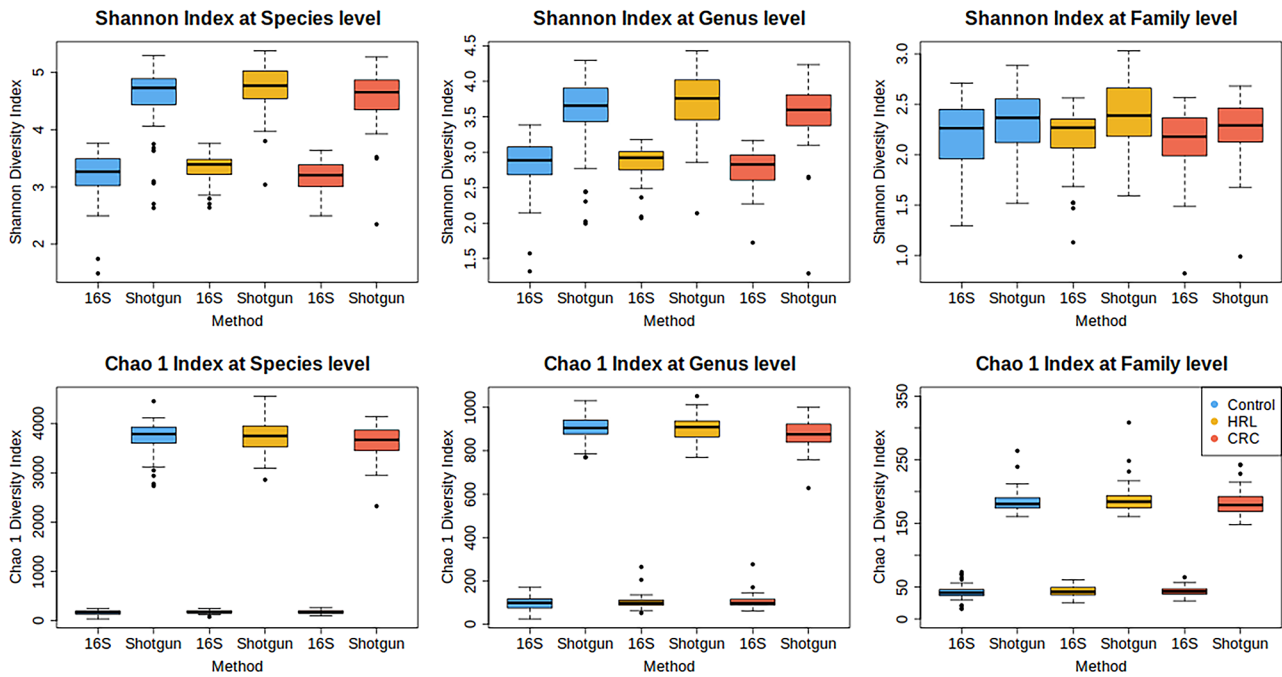 Shannon Index at Species level
Shannon Diversity Index
5
4
3
2
16S Shotgun 16S Shotgun 16S Shotgun
Method
Shannon Index at Genus level
Shannon Diversity Index
4.5
4.0
3.5
3.0
2.5
2.0
1.5
16S Shotgun 16S Shotgun 16S Shotgun
Method
Shannon Index at Family level
Shannon Diversity Index
3.0
2.5
2.0
1.5
1.0
16S Shotgun 16S Shotgun 16S Shotgun
Method
Chao 1 Index at Species level
Chao 1 Diversity Index
4000
3000
2000
1000
0
16S Shotgun 16S Shotgun 16S Shotgun
Method
Chao 1 Index at Genus level
Chao 1 Diversity Index
1000
800
600
400
200
0
16S Shotgun 16S Shotgun 16S Shotgun
Method
Chao 1 Index at Family level
Chao 1 Diversity Index
350
250
150
50
0
Control
HRL
CRC
16S Shotgun 16S Shotgun 16S Shotgun
Method